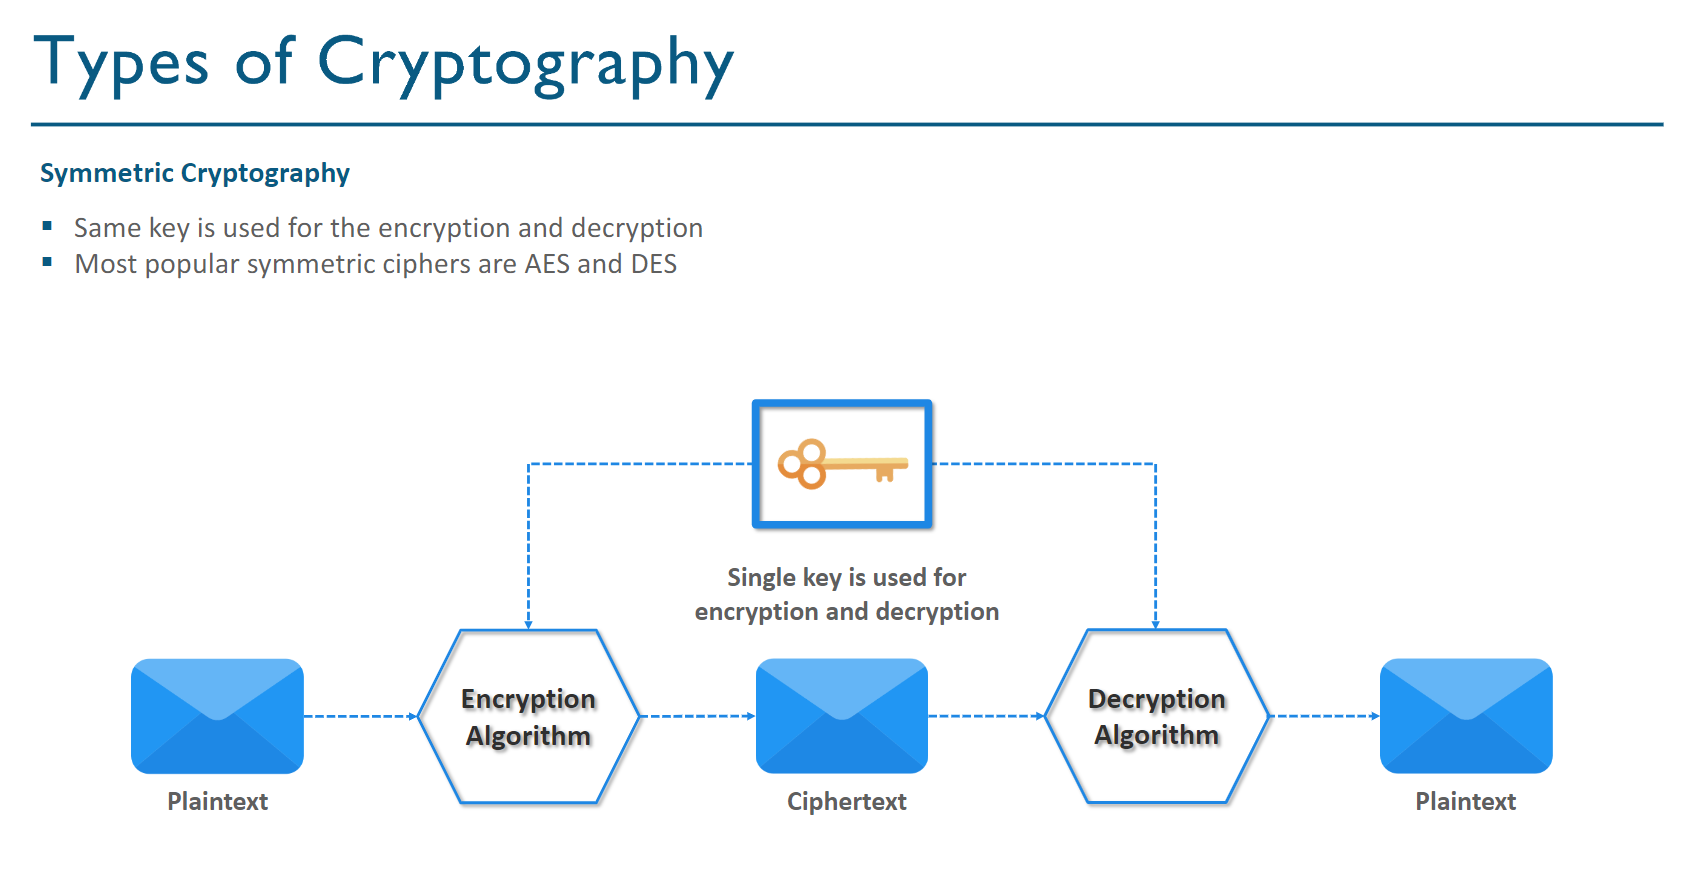 Types of Cryptography
Symmetric Cryptography
▪ Same key is used for the encryption and decryption
▪ Most popular symmetric ciphers are AES and DES
Single key is used for
encryption and decryption
Encryption
Algorithm
Decryption
Algorithm
Plaintext
Ciphertext
Plaintext